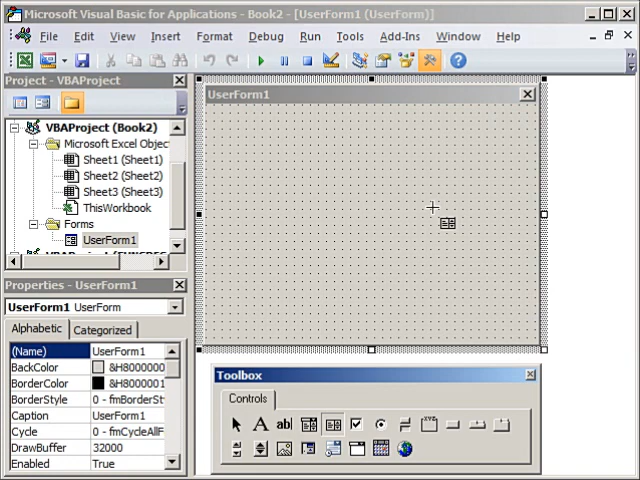 Microsoft Visual Basic for Applications - Book2 - [UserForm1 (UserForm)]
File Edit View Insert Format Debug Run Tools Add-Ins Window Help
Project - VBAProject
VBAProject (Book2)
Microsoft Excel Objec
Sheet1 (Sheet1)
Sheet2 (Sheet2)
Sheet3 (Sheet3)
ThisWorkbook
Forms
UserForm1
Properties - UserForm1
UserForm1 UserForm
Alphabetic Categorized
(Name) UserForm1
BackColor &H8000000
BorderColor &H8000001
BorderStyle 0 - fmBorderSt
Caption UserForm1
Cycle 0 - fmCycleAllF
DrawBuffer 32000
Enabled True
UserForm1
Toolbox
Controls
A ab|
XYZ